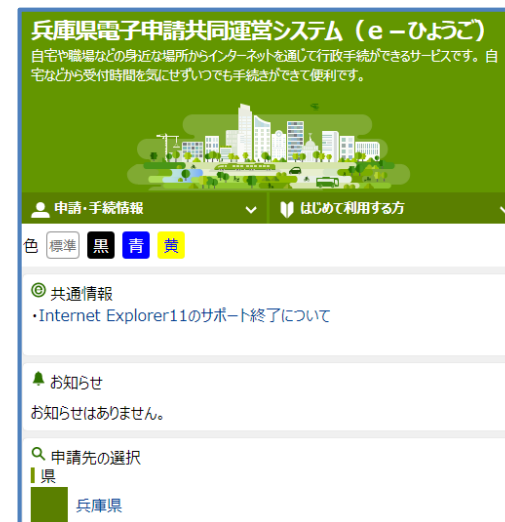 兵庫県電子申請共同運営システム（ｅ－ひょうご）
自宅や職場などの身近な場所からインターネットを通じて行政手続ができるサービスです。自
宅などから受付時間を気にせずいつでも手続きができて便利です。
申請・手続情報
はじめて利用する方
色 標準 黒 青 黄
共通情報
・Internet Explorer11のサポート終了について
お知らせ
お知らせはありません。
申請先の選択
県
兵庫県